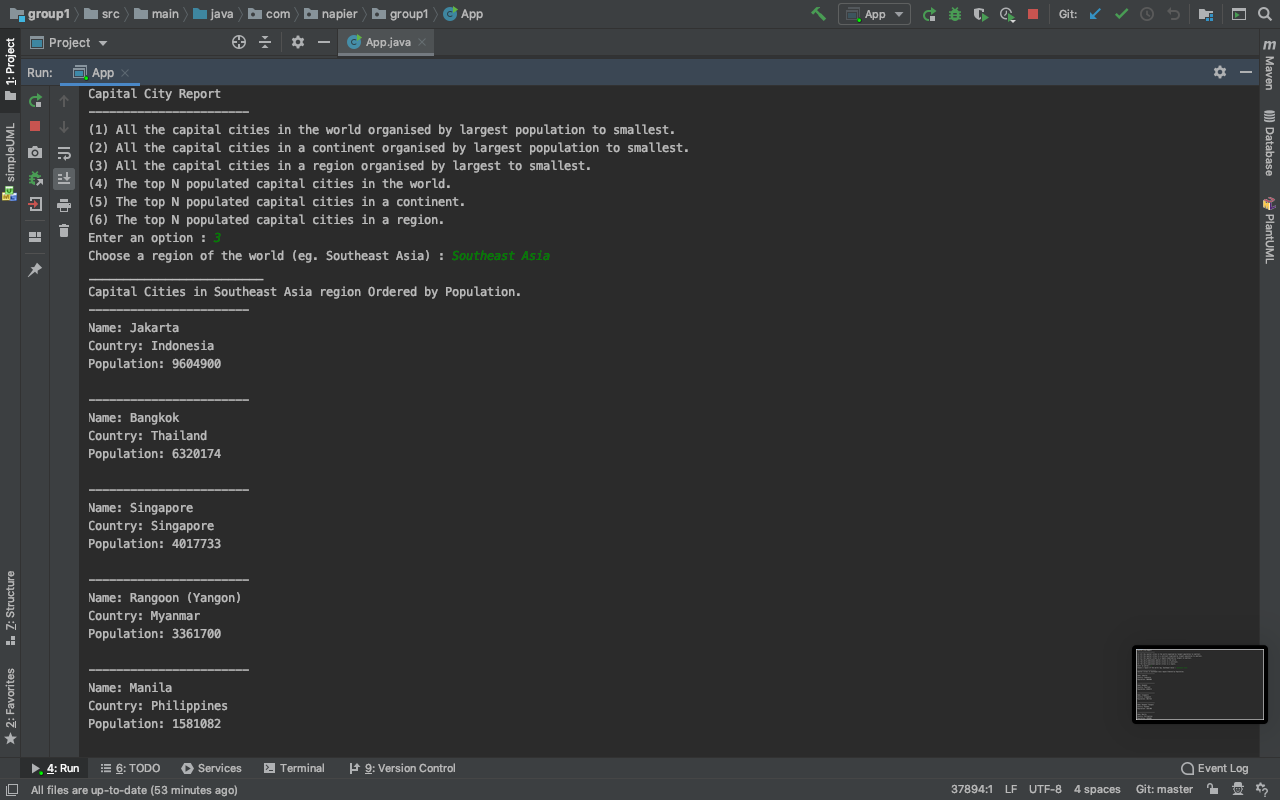 group1 src main java com napier group1 App
App
Git:
Project
App.java
Run: App
1: Project
simpleUML
Z: Structure
2: Favorites
Maven
Database
PlantUML
Capital City Report
(1) All the capital cities in the world organised by largest population to smallest.
(2) All the capital cities in a continent organised by largest population to smallest.
(3) All the capital cities in a region organised by largest to smallest.
(4) The top N populated capital cities in the world.
(5) The top N populated capital cities in a continent.
(6) The top N populated capital cities in a region.
Enter an option : 3
Choose a region of the world (eg. Southeast Asia) : Southeast Asia
Capital Cities in Southeast Asia region Ordered by Population.
Name: Jakarta
Country: Indonesia
Population: 9604900
Name: Bangkok
Country: Thailand
Population: 6320174
Name: Singapore
Country: Singapore
Population: 4017733
Name: Rangoon (Yangon)
Country: Myanmar
Population: 3361700
Name: Manila
Country: Philippines
Population: 1581082
4: Run 6: TODO Services Terminal 9: Version Control Event Log
All files are up-to-date (53 minutes ago) 37894:1 LF UTF-8 4 spaces Git: master